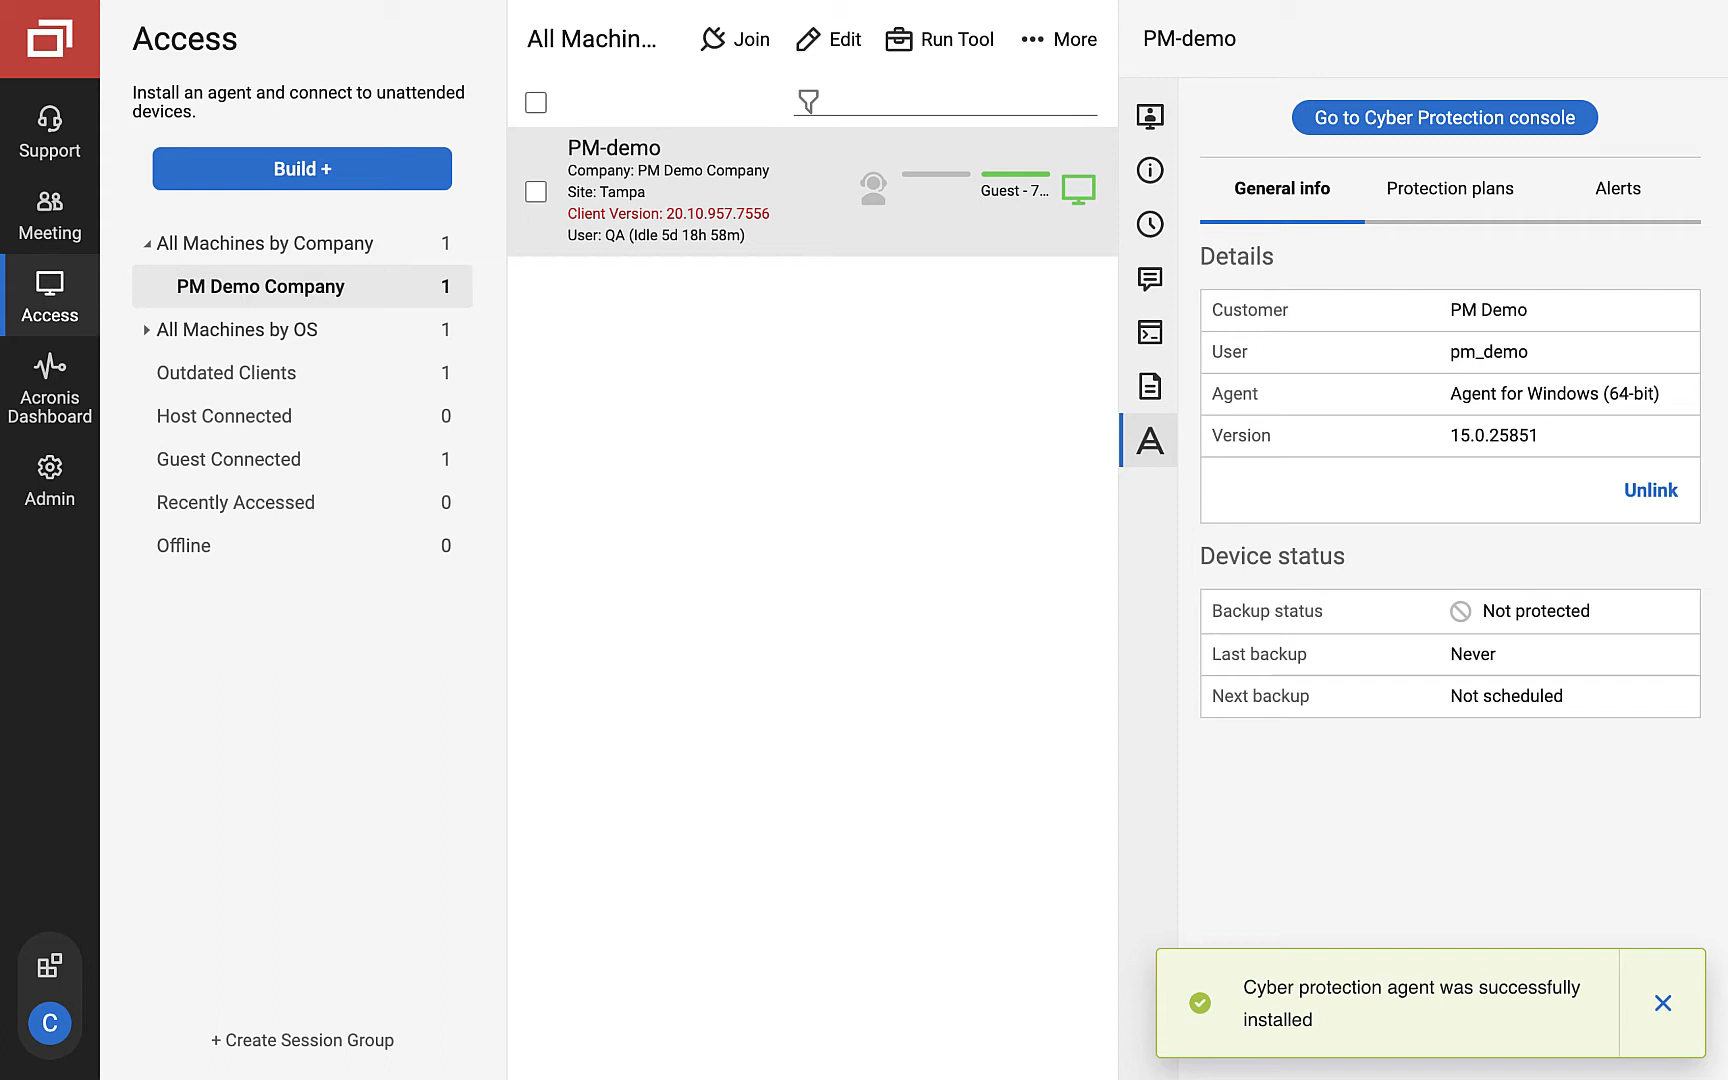 Support
Meeting
Access
Acronis
Dashboard
Admin
C
Access
Install an agent and connect to unattended
devices.
Build +
All Machines by Company 1
PM Demo Company 1
All Machines by OS 1
Outdated Clients 1
Host Connected 0
Guest Connected 1
Recently Accessed 0
Offline 0
+ Create Session Group
All Machin... Join Edit Run Tool More
PM-demo
Company: PM Demo Company
Site: Tampa
Client Version: 20.10.957.7556
User: QA (Idle 5d 18h 58m)
Guest - 7...
PM-demo
Go to Cyber Protection console
General info Protection plans Alerts
Details
Customer PM Demo
User pm_demo
Agent Agent for Windows (64-bit)
Version 15.0.25851
Unlink
Device status
Backup status Not protected
Last backup Never
Next backup Not scheduled
Cyber protection agent was successfully
installed